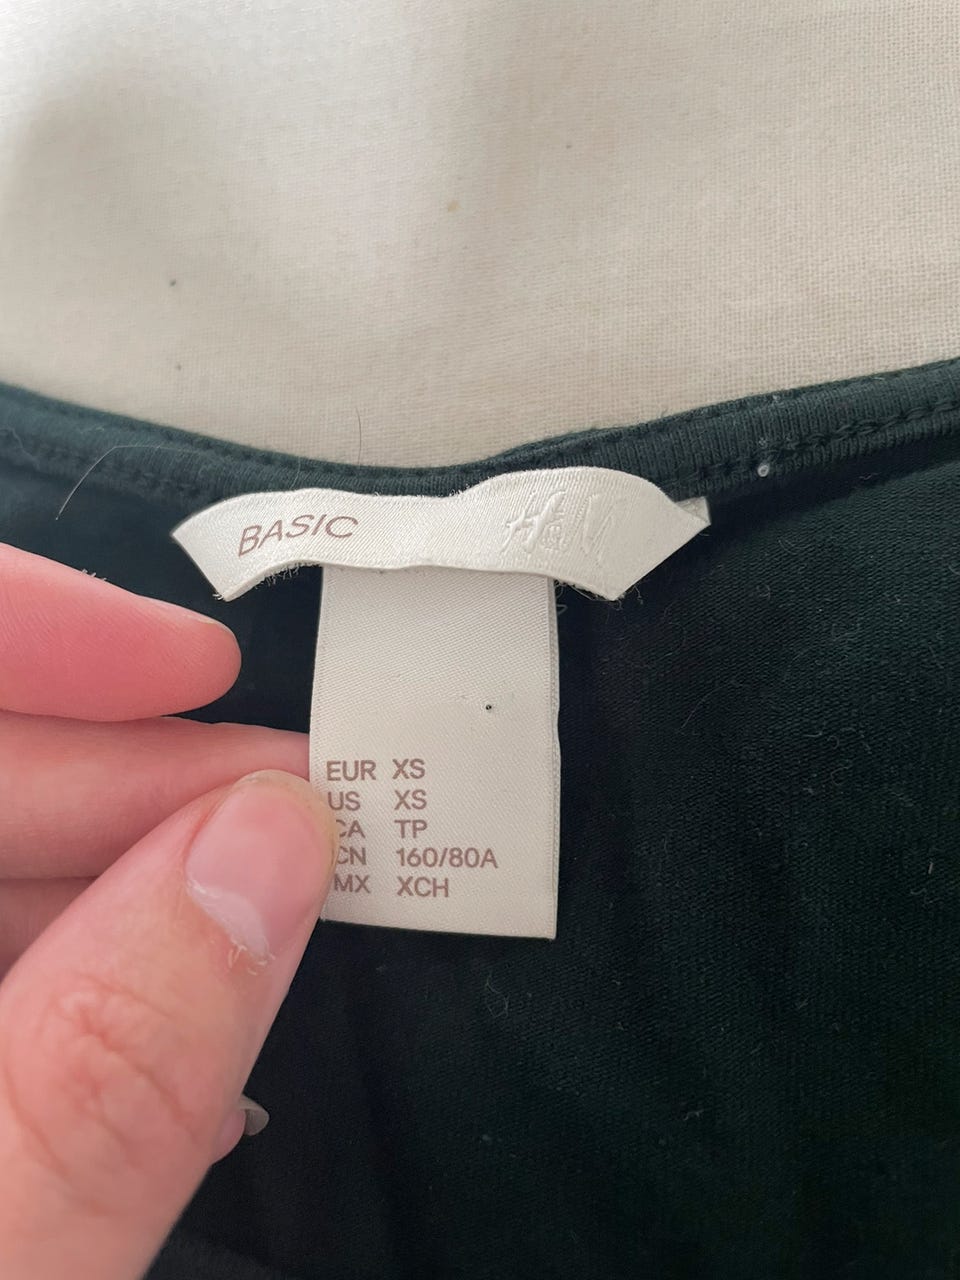 BASIC H&M
EUR XS
US XS
CA TP
CN 160/80A
MX XCH